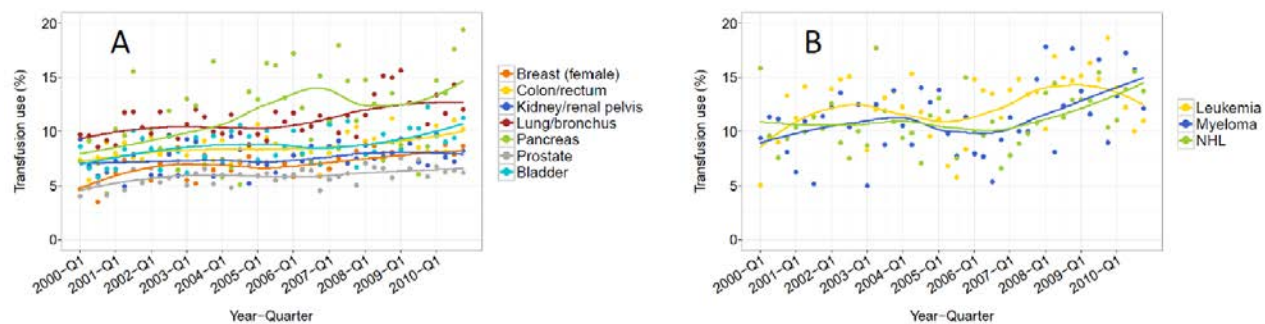 A
Transfusion use (%)
20
15
10
5
0
2000-Q1
2001-Q1
2002-Q1
2003-Q1
2004-Q1
2005-Q1
2006-Q1
2007-Q1
2008-Q1
2009-Q1
2010-Q1
Year-Quarter
Breast (female)
Colon/rectum
Kidney/renal pelvis
Lung/bronchus
Pancreas
Prostate
Bladder
B
Transfusion use (%)
20
15
10
5
0
2000-Q1
2001-Q1
2002-Q1
2003-Q1
2004-Q1
2005-Q1
2006-Q1
2007-Q1
2008-Q1
2009-Q1
2010-Q1
Year-Quarter
Leukemia
Myeloma
NHL